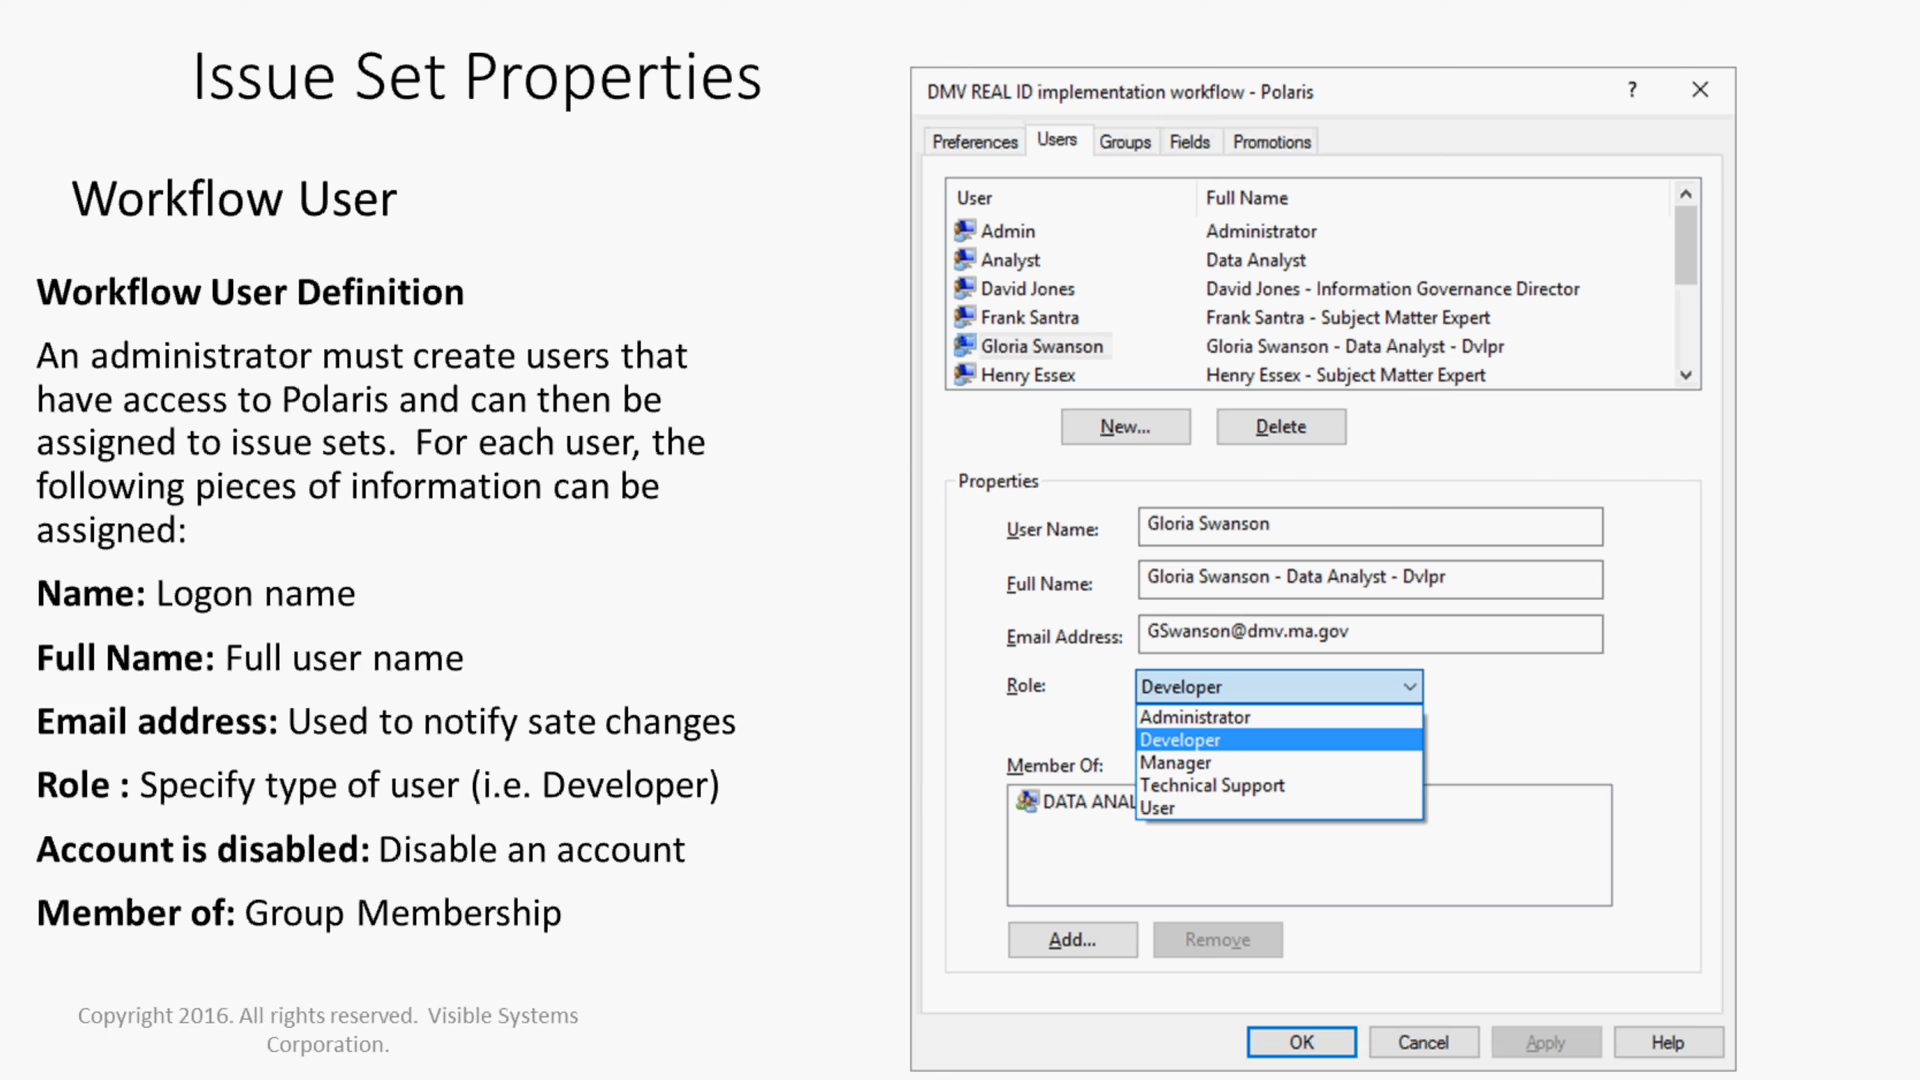 Issue Set Properties
Workflow User
Workflow User Definition
An administrator must create users that
have access to Polaris and can then be
assigned to issue sets.  For each user, the
following pieces of information can be
assigned:
Name: Logon name
Full Name: Full user name
Email address: Used to notify sate changes
Role : Specify type of user (i.e. Developer)
Account is disabled: Disable an account
Member of: Group Membership
Copyright 2016. All rights reserved.  Visible Systems
Corporation.
DMV REAL ID implementation workflow - Polaris ?
Preferences Users Groups Fields Promotions
User Full Name
Admin Administrator
Analyst Data Analyst
David Jones David Jones - Information Governance Director
Frank Santra Frank Santra - Subject Matter Expert
Gloria Swanson Gloria Swanson - Data Analyst - Dvlpr
Henry Essex Henry Essex - Subject Matter Expert
New... Delete
Properties
User Name: Gloria Swanson
Full Name: Gloria Swanson - Data Analyst - Dvlpr
Email Address: GSwanson@dmv.ma.gov
Role: Developer
Administrator
Developer
Member Of: Manager
Technical Support
DATA ANAL User
Add... Remove
OK Cancel Apply Help